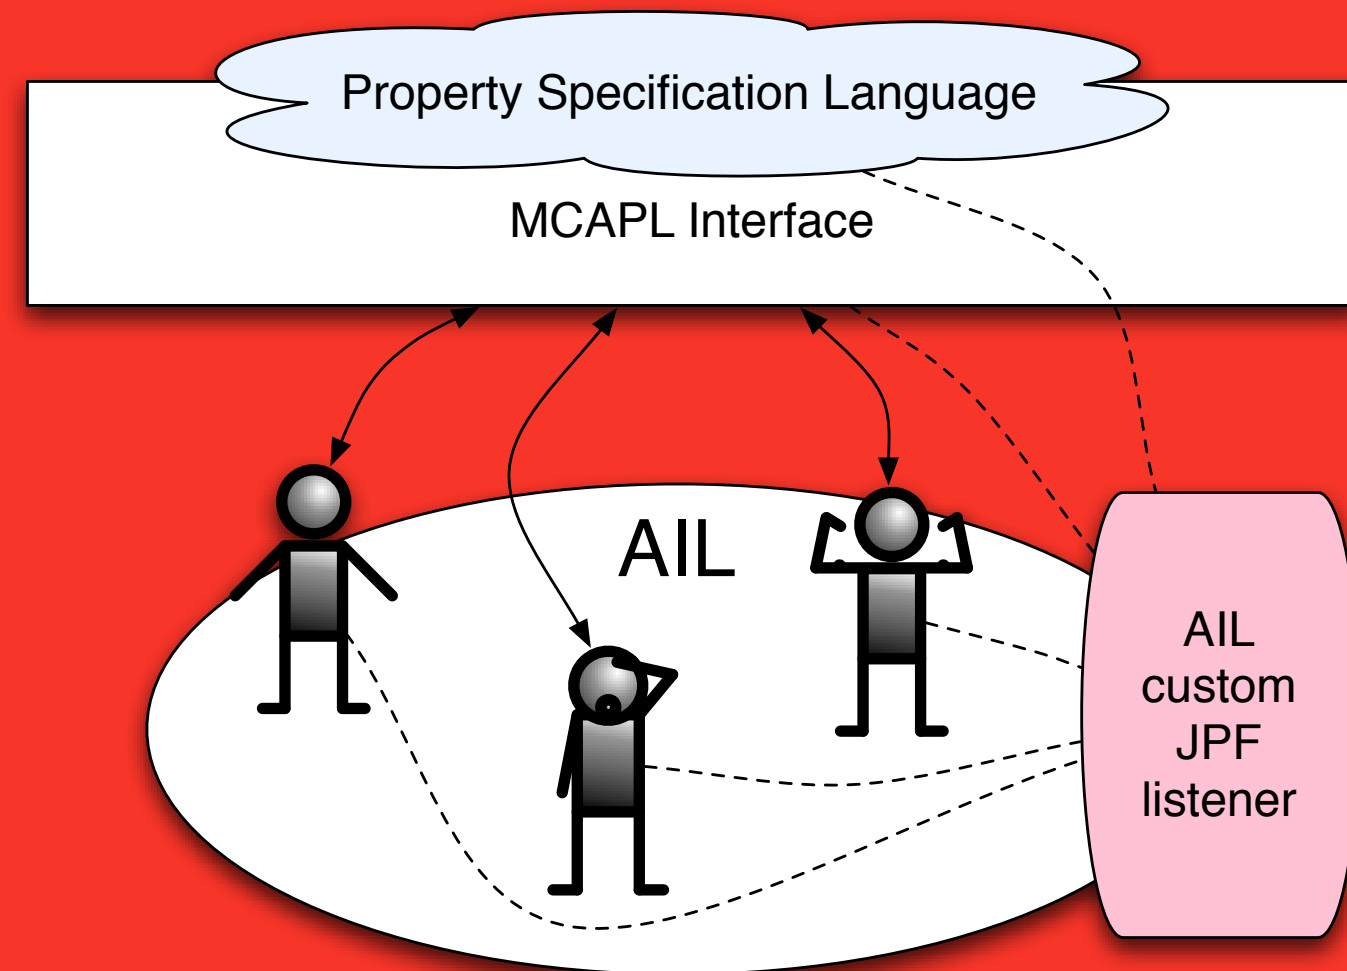 Property Specification Language
MCAPL Interface
AIL
AIL
custom
JPF
listener